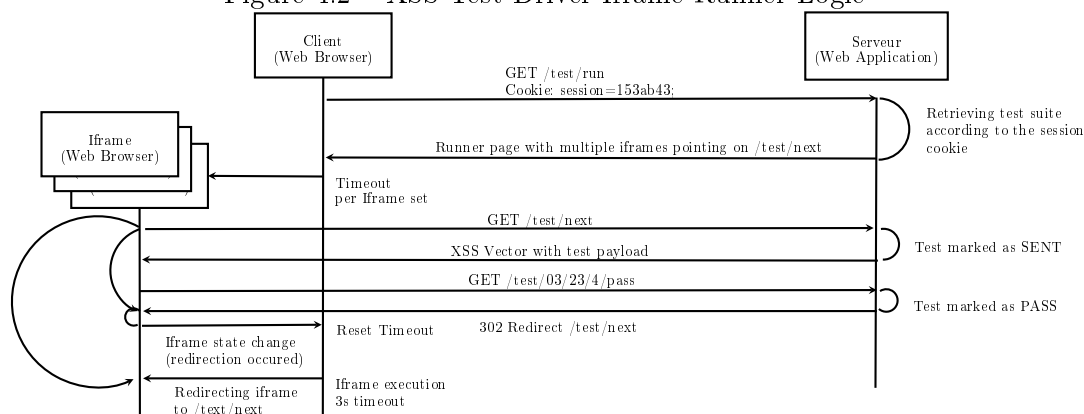 Figure 4.2 – XSS Test Driver Iframe Runner Logic
Client
(Web Browser)
Serveur
(Web Application)
GET /test/run
Cookie: session=153ab43;
Retrieving test suite
according to the session
cookie
Iframe
(Web Browser)
Runner page with multiple iframes pointing on /test/next
Timeout
per Iframe set
GET /test/next
XSS Vector with test payload
Test marked as SENT
GET /test/03/23/4/pass
Test marked as PASS
302 Redirect /test/next
Reset Timeout
Iframe state change
(redirection occured)
Iframe execution
3s timeout
Redirecting iframe
to /text/next